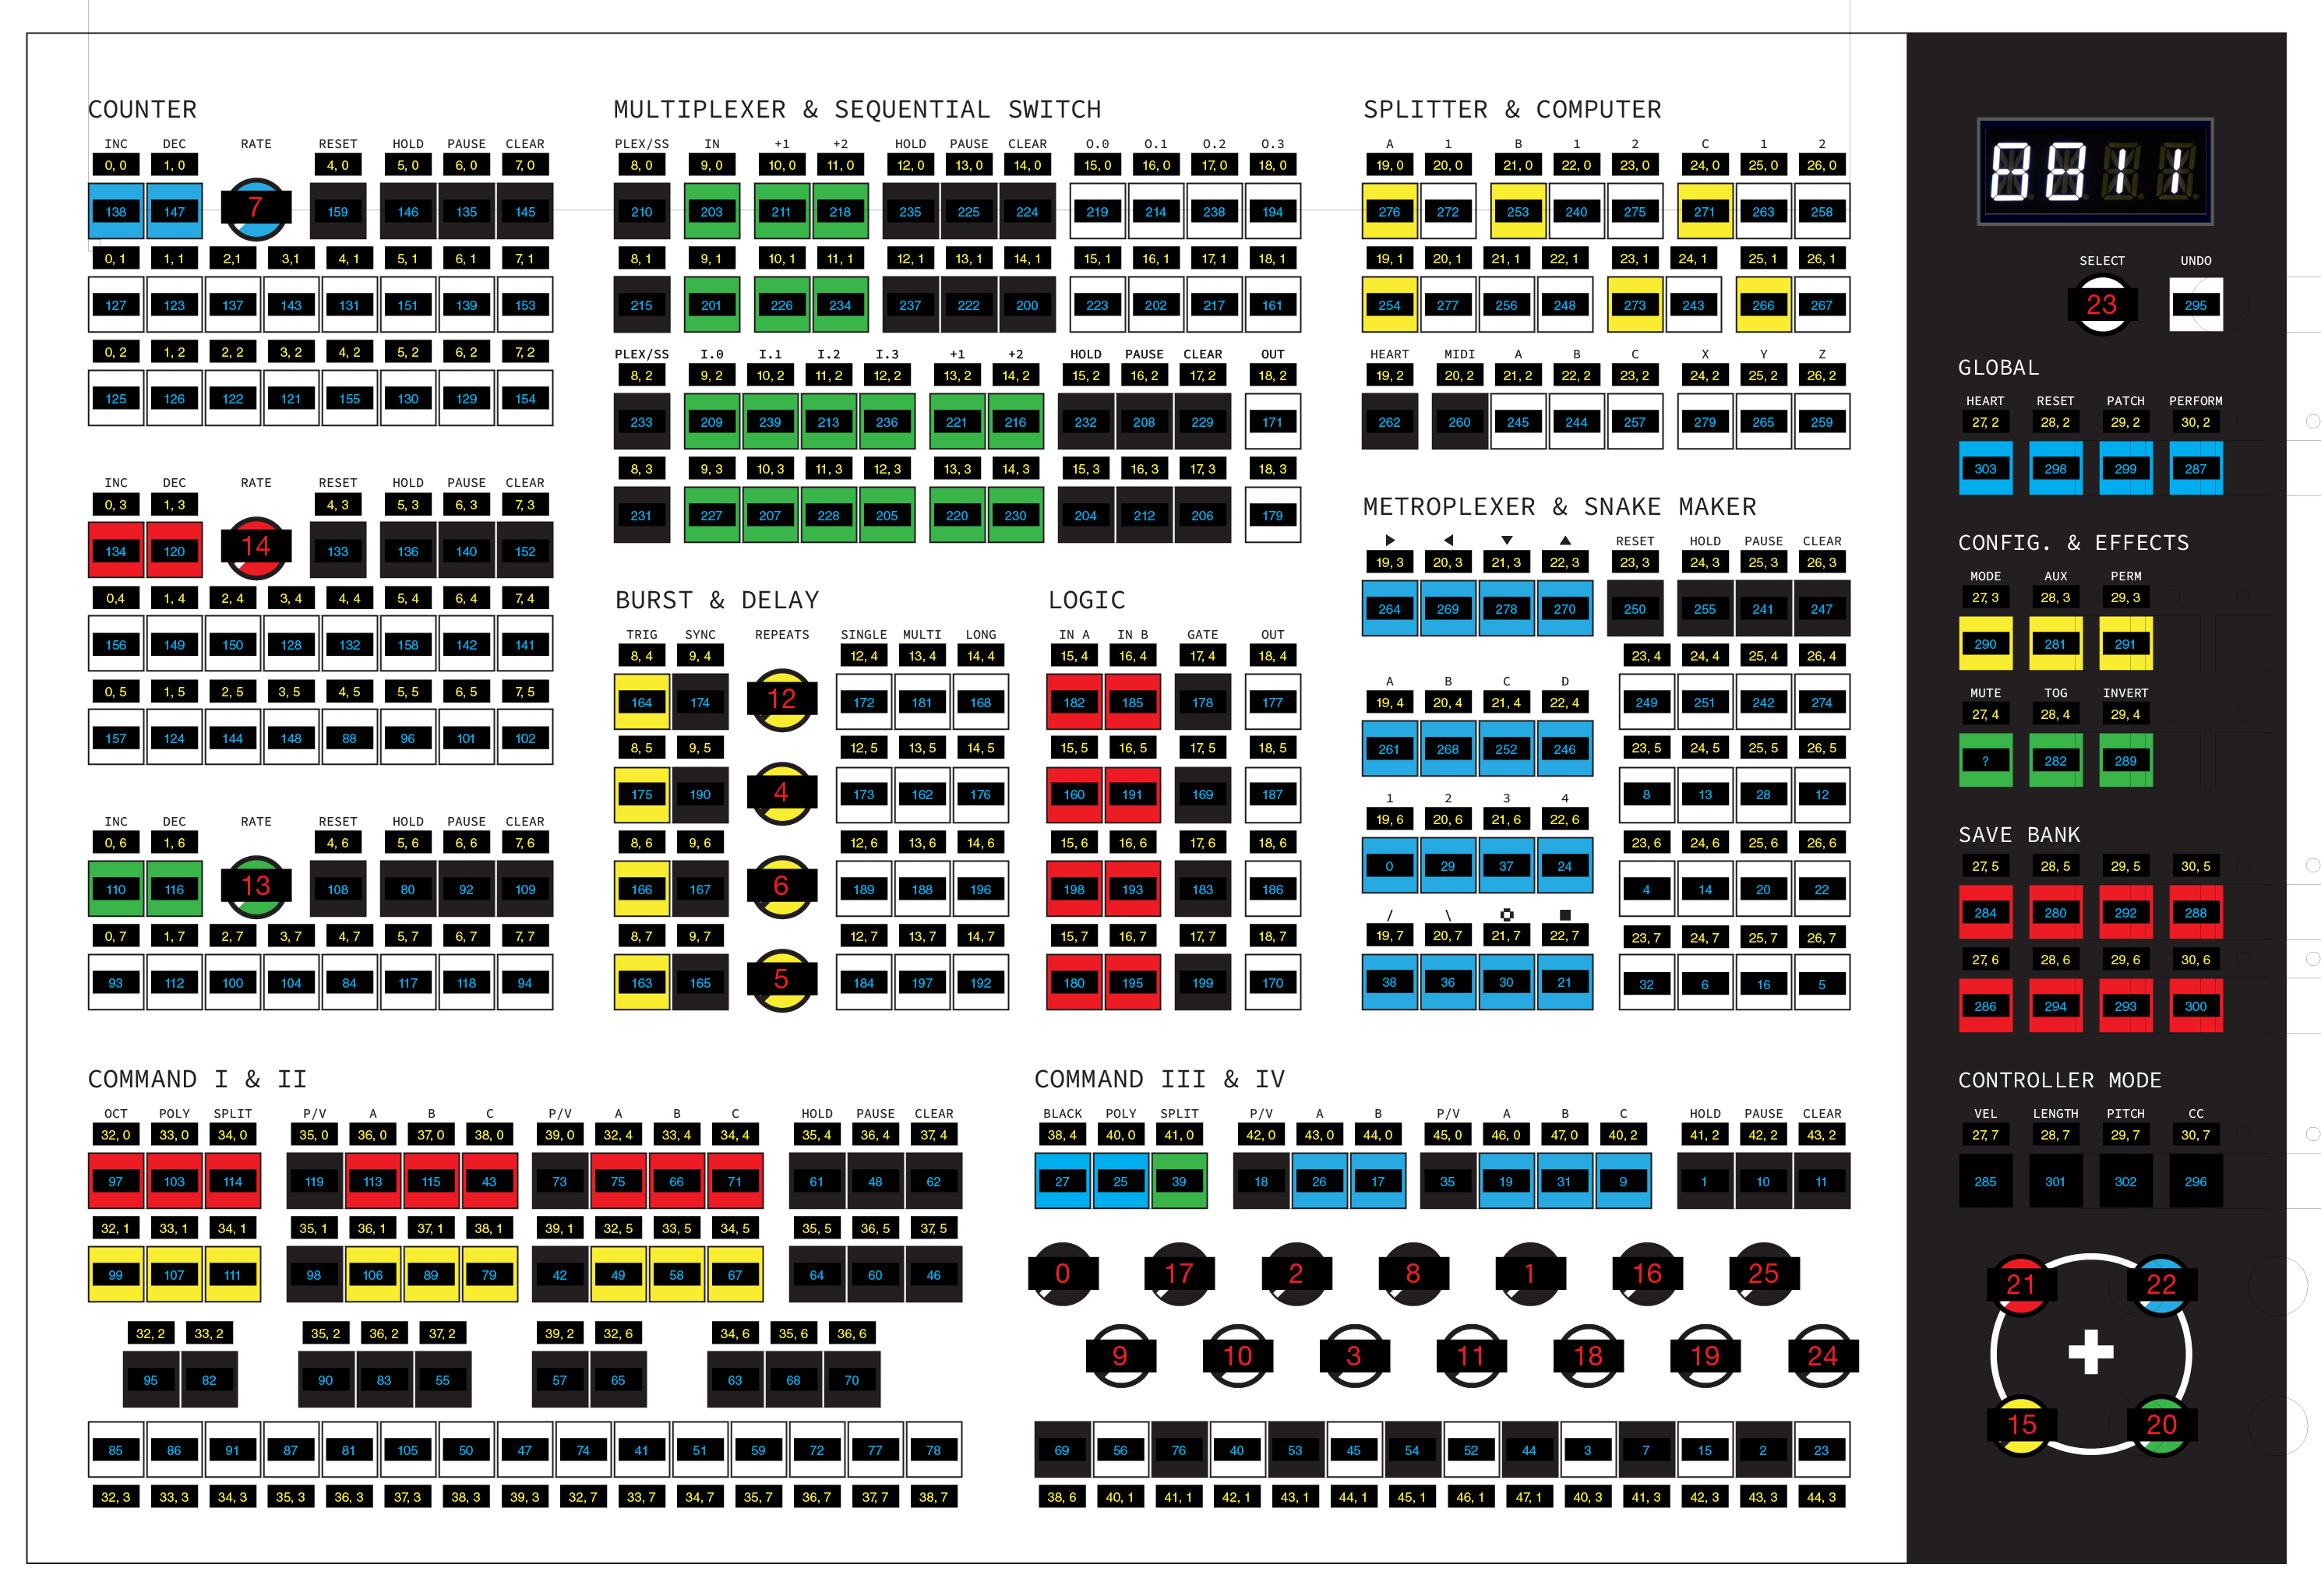 COUNTER
INC DEC RATE RESET HOLD PAUSE CLEAR
0, 0 1, 0 4, 0 5, 0 6, 0 7, 0
138 147 7 159 146 135 145
0, 1 1, 1 2,1 3,1 4, 1 5, 1 6, 1 7, 1
127 123 137 143 131 151 139 153
0, 2 1, 2 2, 2 3, 2 4, 2 5, 2 6, 2 7, 2
125 126 122 121 155 130 129 154
INC DEC RATE RESET HOLD PAUSE CLEAR
0, 3 1, 3 4, 3 5, 3 6, 3 7, 3
134 120 14 133 136 140 152
0,4 1, 4 2, 4 3, 4 4, 4 5, 4 6, 4 7, 4
156 149 150 128 132 158 142 141
0, 5 1, 5 2, 5 3, 5 4, 5 5, 5 6, 5 7, 5
157 124 144 148 88 96 101 102
INC DEC RATE RESET HOLD PAUSE CLEAR
0, 6 1, 6 4, 6 5, 6 6, 6 7, 6
110 116 13 108 80 92 109
0, 7 1, 7 2, 7 3, 7 4, 7 5, 7 6, 7 7, 7
93 112 100 104 84 117 118 94
MULTIPLEXER & SEQUENTIAL SWITCH
PLEX/SS IN +1 +2 HOLD PAUSE CLEAR O.0 O.1 O.2 O.3
8, 0 9, 0 10, 0 11, 0 12, 0 13, 0 14, 0 15, 0 16, 0 17, 0 18, 0
210 203 211 218 235 225 224 219 214 238 194
8, 1 9, 1 10, 1 11, 1 12, 1 13, 1 14, 1 15, 1 16, 1 17, 1 18, 1
215 201 226 234 237 222 200 223 202 217 161
PLEX/SS I.0 I.1 I.2 I.3 +1 +2 HOLD PAUSE CLEAR OUT
8, 2 9, 2 10, 2 11, 2 12, 2 13, 2 14, 2 15, 2 16, 2 17, 2 18, 2
233 209 239 213 236 221 216 232 208 229 171
8, 3 9, 3 10, 3 11, 3 12, 3 13, 3 14, 3 15, 3 16, 3 17, 3 18, 3
231 227 207 228 205 220 230 204 212 206 179
BURST & DELAY
TRIG SYNC REPEATS SINGLE MULTI LONG
8, 4 9, 4 12, 4 13, 4 14, 4
164 174 12 172 181 168
8, 5 9, 5 12, 5 13, 5 14, 5
175 190 4 173 162 176
8, 6 9, 6 12, 6 13, 6 14, 6
166 167 6 189 188 196
8, 7 9, 7 12, 7 13, 7 14, 7
163 165 5 184 197 192
LOGIC
IN A IN B GATE OUT
15, 4 16, 4 17, 4 18, 4
182 185 178 177
15, 5 16, 5 17, 5 18, 5
160 191 169 187
15, 6 16, 6 17, 6 18, 6
198 193 183 186
15, 7 16, 7 17, 7 18, 7
180 195 199 170
SPLITTER & COMPUTER
A 1 B 1 2 C 1 2
19, 0 20, 0 21, 0 22, 0 23, 0 24, 0 25, 0 26, 0
276 272 253 240 275 271 263 258
19, 1 20, 1 21, 1 22, 1 23, 1 24, 1 25, 1 26, 1
254 277 256 248 273 243 266 267
HEART MIDI A B C X Y Z
19, 2 20, 2 21, 2 22, 2 23, 2 24, 2 25, 2 26, 2
262 260 245 244 257 279 265 259
METROPLEXER & SNAKE MAKER
▶ ◀ ▼ ▲ RESET HOLD PAUSE CLEAR
19, 3 20, 3 21, 3 22, 3 23, 3 24, 3 25, 3 26, 3
264 269 278 270 250 255 241 247
23, 4 24, 4 25, 4 26, 4
A B C D
19, 4 20, 4 21, 4 22, 4
249 251 242 274
261 268 252 246
23, 5 24, 5 25, 5 26, 5
8 13 28 12
1 2 3 4
19, 6 20, 6 21, 6 22, 6
23, 6 24, 6 25, 6 26, 6
0 29 37 24
4 14 20 22
/ \ ■
19, 7 20, 7 21, 7 22, 7 23, 7 24, 7 25, 7 26, 7
38 36 30 21 32 6 16 5
COMMAND I & II
OCT POLY SPLIT P/V A B C P/V A B C HOLD PAUSE CLEAR
32, 0 33, 0 34, 0 35, 0 36, 0 37, 0 38, 0 39, 0 32, 4 33, 4 34, 4 35, 4 36, 4 37, 4
97 103 114 119 113 115 43 73 75 66 71 61 48 62
32, 1 33, 1 34, 1 35, 1 36, 1 37, 1 38, 1 39, 1 32, 5 33, 5 34, 5 35, 5 36, 5 37, 5
99 107 111 98 106 89 79 42 49 58 67 64 60 46
32, 2 33, 2 35, 2 36, 2 37, 2 39, 2 32, 6 34, 6 35, 6 36, 6
95 82 90 83 55 57 65 63 68 70
85 86 91 87 81 105 50 47 74 41 51 59 72 77 78
32, 3 33, 3 34, 3 35, 3 36, 3 37, 3 38, 3 39, 3 32, 7 33, 7 34, 7 35, 7 36, 7 37, 7 38, 7
COMMAND III & IV
BLACK POLY SPLIT P/V A B P/V A B C HOLD PAUSE CLEAR
38, 4 40, 0 41, 0 42, 0 43, 0 44, 0 45, 0 46, 0 47, 0 40, 2 41, 2 42, 2 43, 2
27 25 39 18 26 17 35 19 31 9 1 10 11
0 17 2 8 1 16 25
9 10 3 11 18 19 24
69 56 76 40 53 45 54 52 44 3 7 15 2 23
38, 6 40, 1 41, 1 42, 1 43, 1 44, 1 45, 1 46, 1 47, 1 40, 3 41, 3 42, 3 43, 3 44, 3
8811
SELECT UNDO
23 295
GLOBAL
HEART RESET PATCH PERFORM
27, 2 28, 2 29, 2 30, 2
303 298 299 287
CONFIG. & EFFECTS
MODE AUX PERM
27, 3 28, 3 29, 3
290 281 291
MUTE TOG INVERT
27, 4 28, 4 29, 4
? 282 289
SAVE BANK
27, 5 28, 5 29, 5 30, 5
284 280 292 288
27, 6 28, 6 29, 6 30, 6
286 294 293 300
CONTROLLER MODE
VEL LENGTH PITCH CC
27, 7 28, 7 29, 7 30, 7
285 301 302 296
21 22
+
15 20